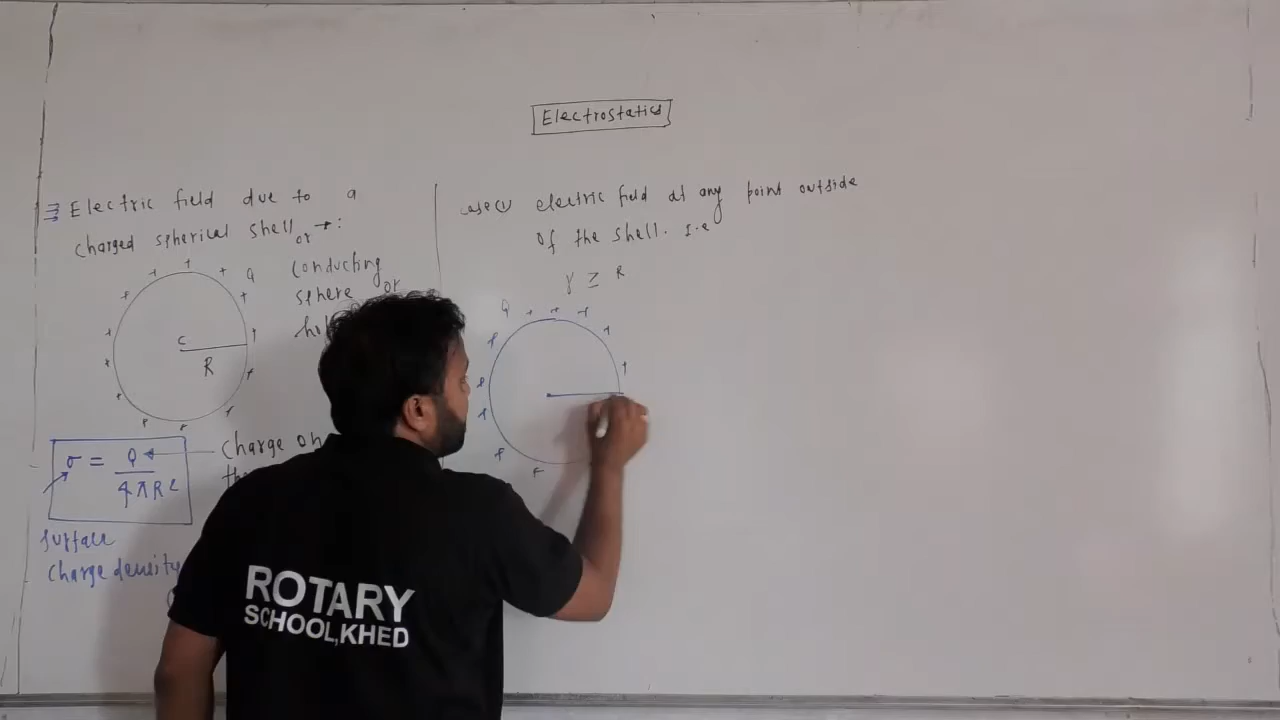 Electrostatics
Electric field due to a
charged spherical shell or →:
conducting
sphere or
Q
C
R
σ = Q / 4πR²
Charge on
surface
charge density
case ① electric field at any point outside
of the shell. i.e
r ≥ R
Q
ROTARY
SCHOOL,KHED